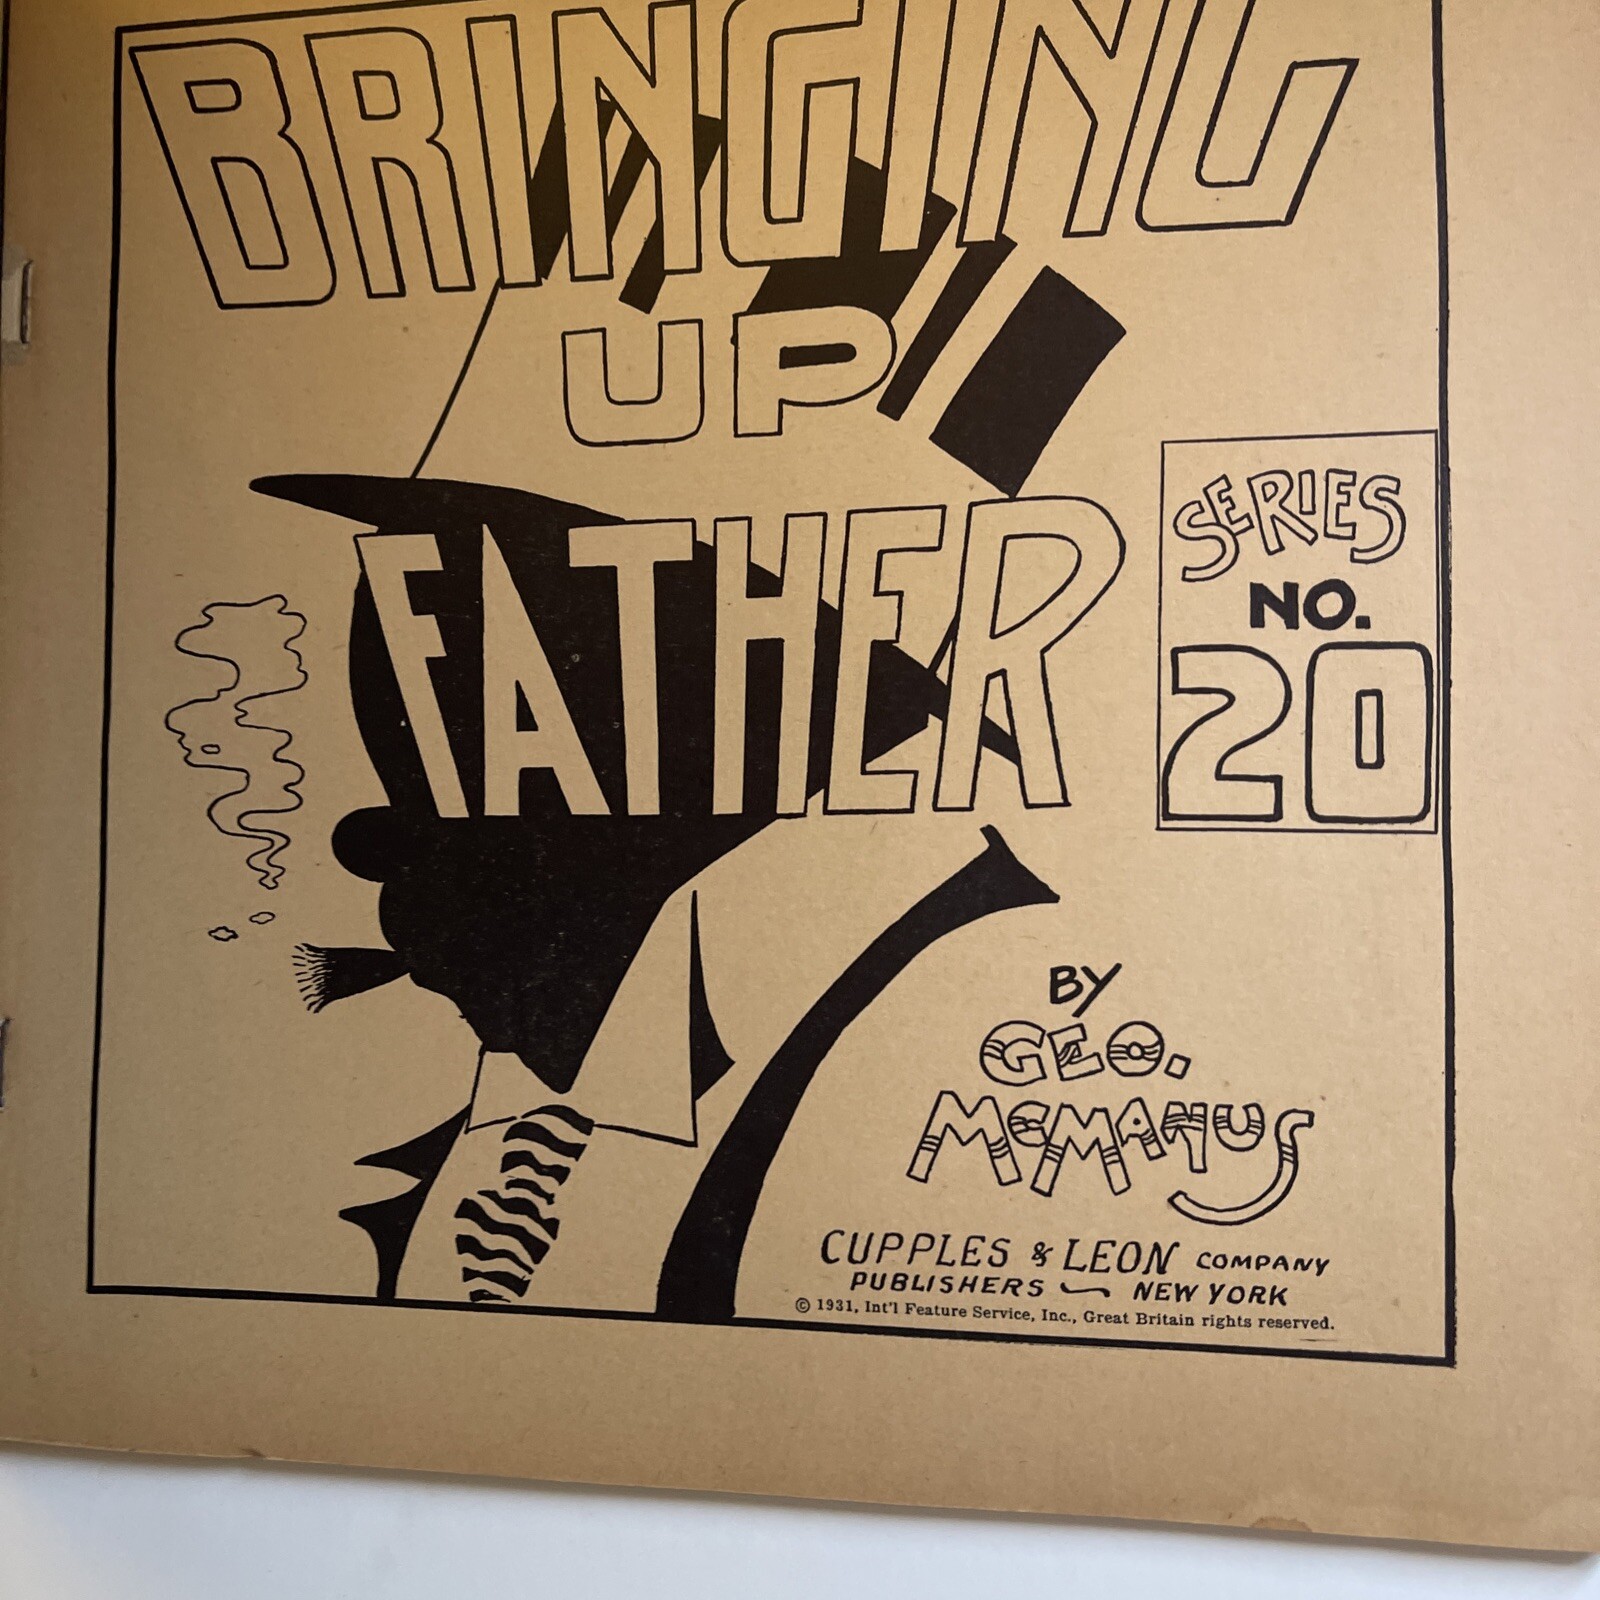 BRINGING
UP
FATHER
SERIES
NO.
20
BY
GEO.
McMANUS
CUPPLES & LEON COMPANY
PUBLISHERS — NEW YORK
© 1931, Int'l Feature Service, Inc., Great Britain rights reserved.